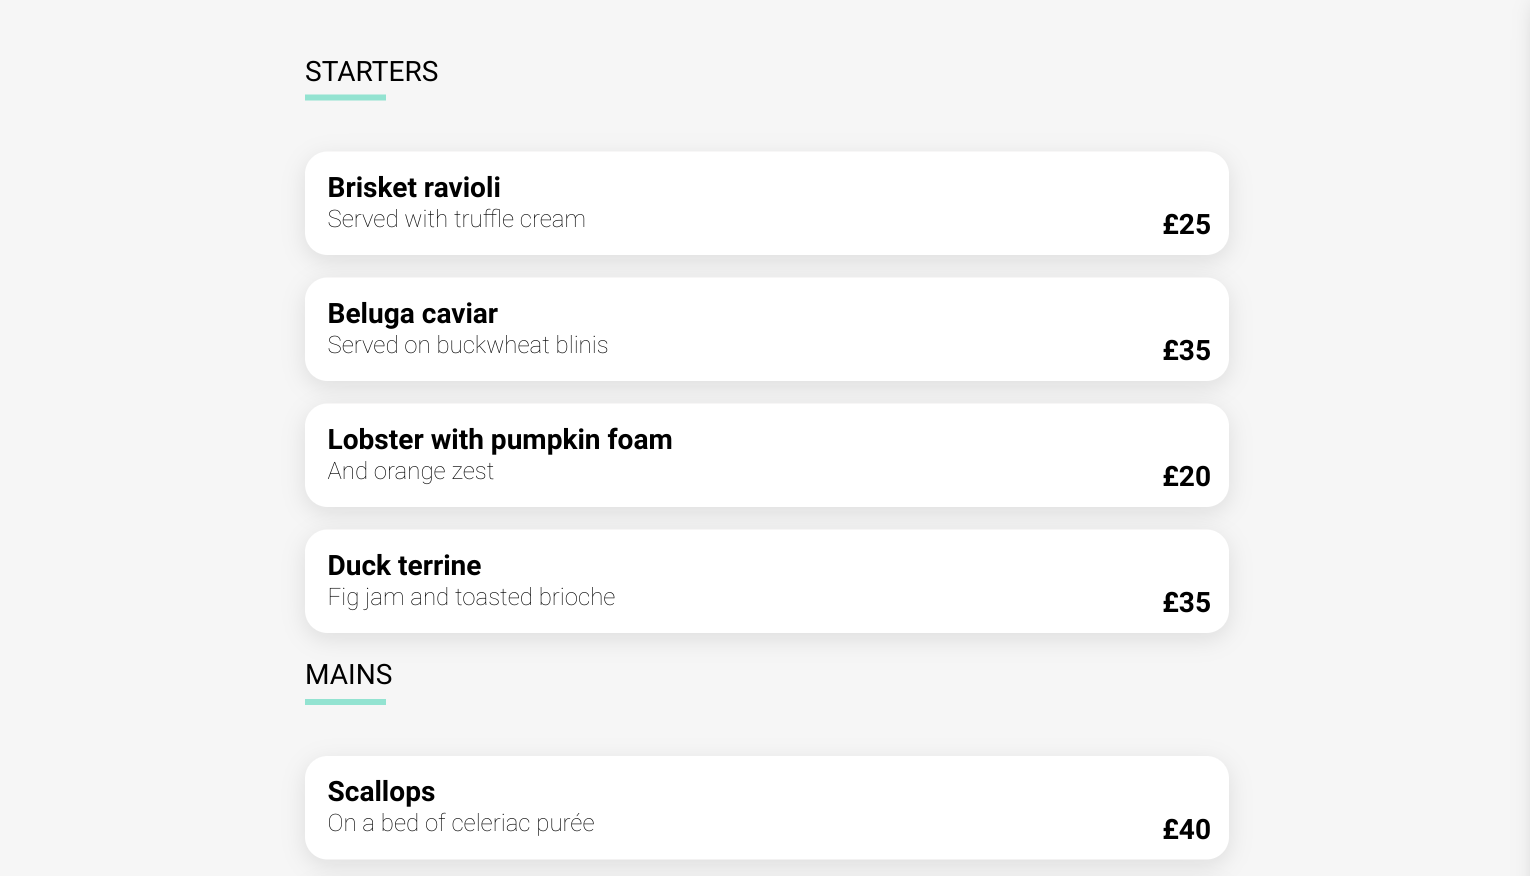 STARTERS
Brisket ravioli
Served with truffle cream
£25
Beluga caviar
Served on buckwheat blinis
£35
Lobster with pumpkin foam
And orange zest
£20
Duck terrine
Fig jam and toasted brioche
£35
MAINS
Scallops
On a bed of celeriac purée
£40